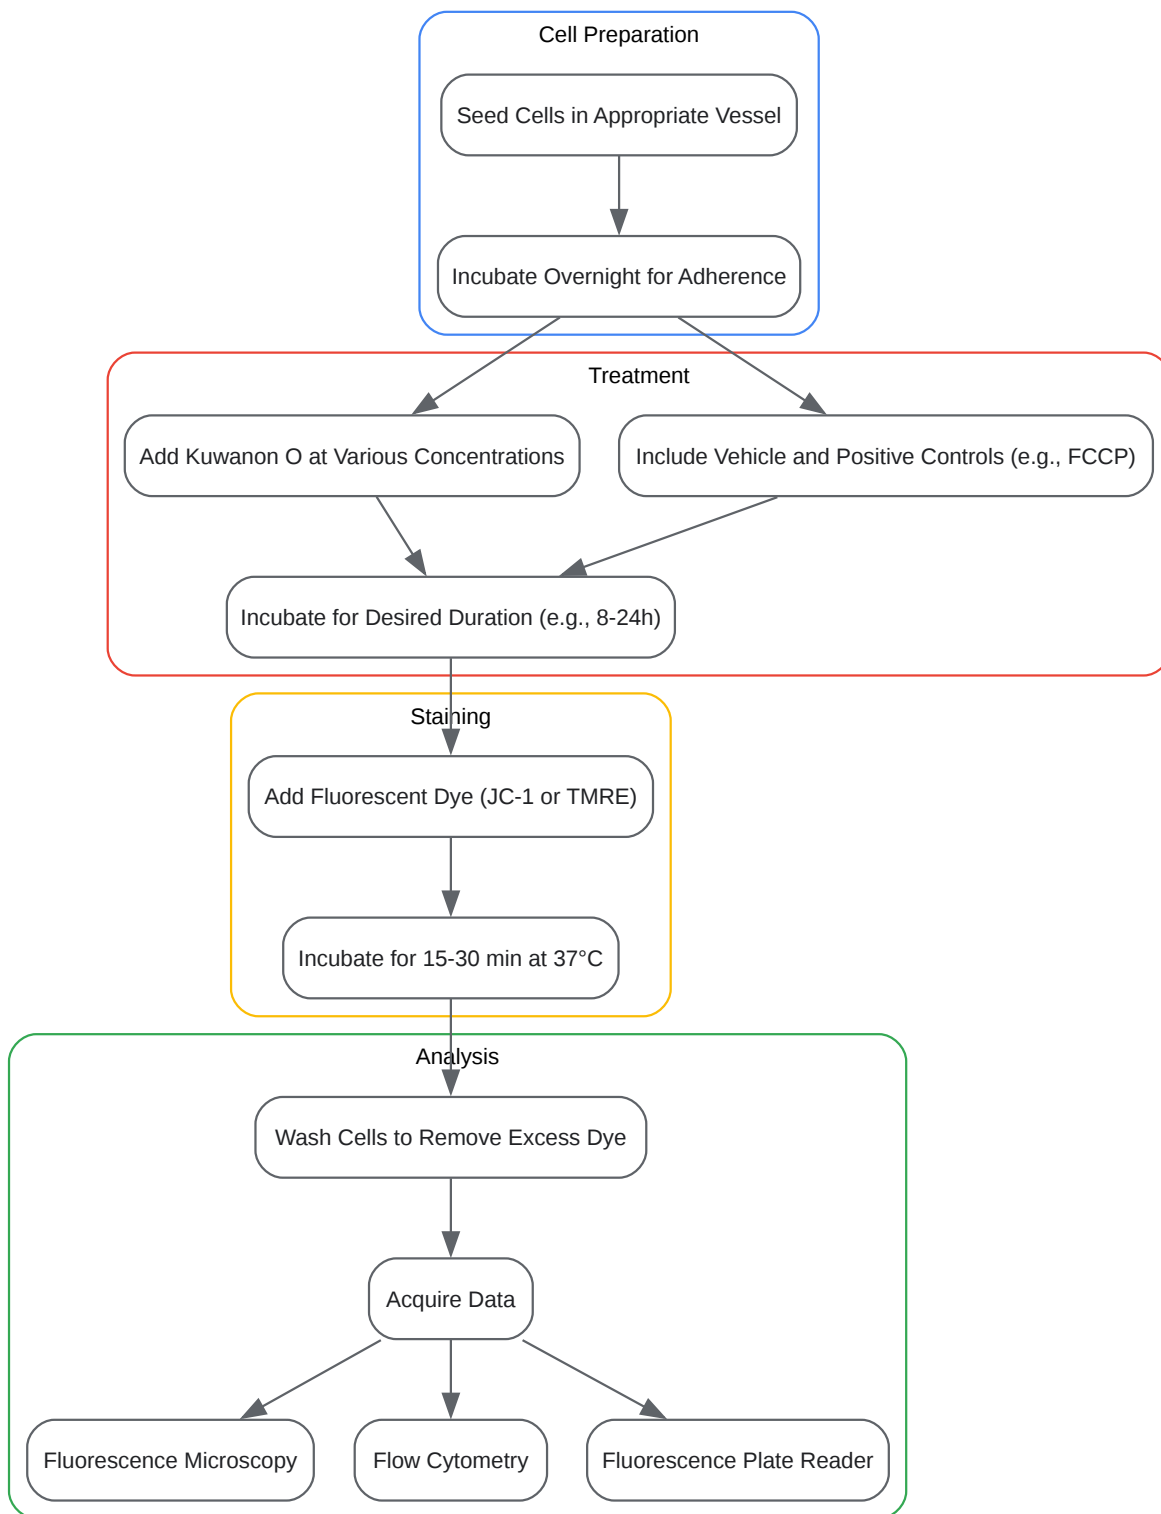 Cell Preparation
Seed Cells in Appropriate Vessel
Incubate Overnight for Adherence
Treatment
Add Kuwanon O at Various Concentrations
Include Vehicle and Positive Controls (e.g., FCCP)
Incubate for Desired Duration (e.g., 8-24h)
Staining
Add Fluorescent Dye (JC-1 or TMRE)
Incubate for 15-30 min at 37°C
Analysis
Wash Cells to Remove Excess Dye
Acquire Data
Fluorescence Microscopy
Flow Cytometry
Fluorescence Plate Reader